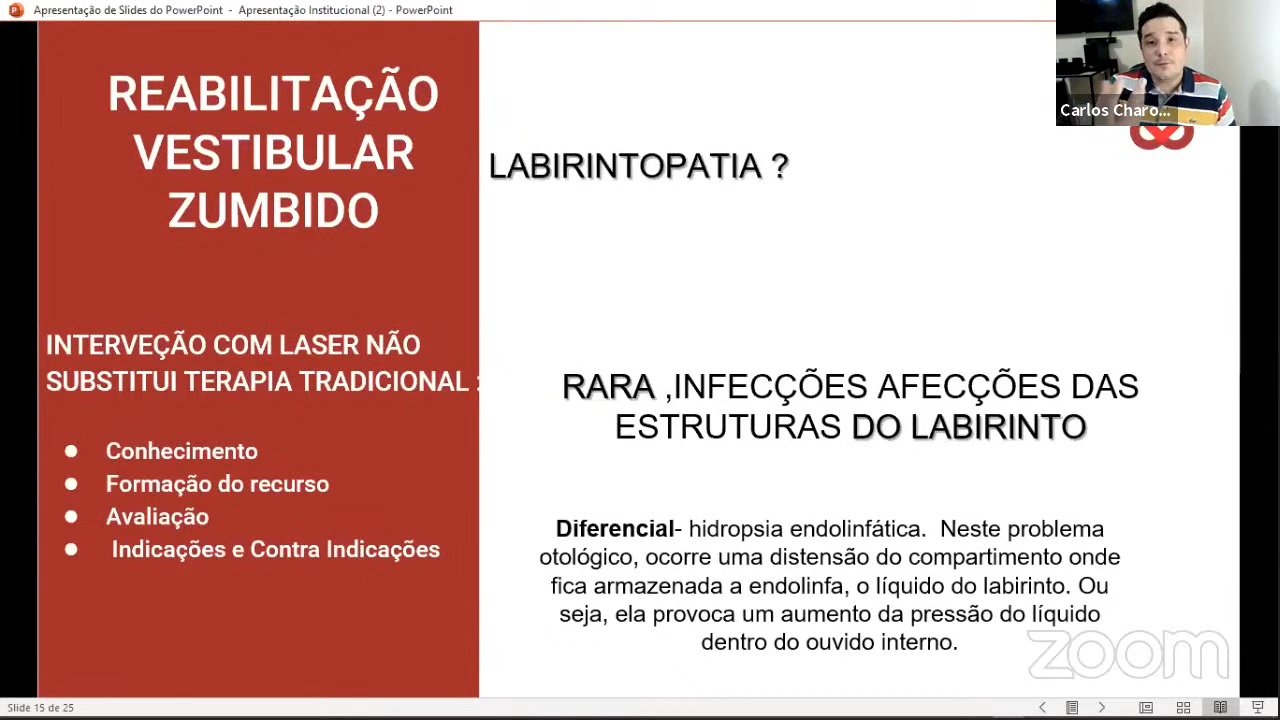 Apresentação de Slides do PowerPoint - Apresentação Institucional (2) - PowerPoint
REABILITAÇÃO
VESTIBULAR
ZUMBIDO
INTERVEÇÃO COM LASER NÃO
SUBSTITUI TERAPIA TRADICIONAL :
● Conhecimento
● Formação do recurso
● Avaliação
● Indicações e Contra Indicações
Carlos Charo...
LABIRINTOPATIA ?
RARA ,INFECÇÕES AFECÇÕES DAS
ESTRUTURAS DO LABIRINTO
Diferencial- hidropsia endolinfática. Neste problema
otológico, ocorre uma distensão do compartimento onde
fica armazenada a endolinfa, o líquido do labirinto. Ou
seja, ela provoca um aumento da pressão do líquido
dentro do ouvido interno.
zoom
Slide 15 de 25